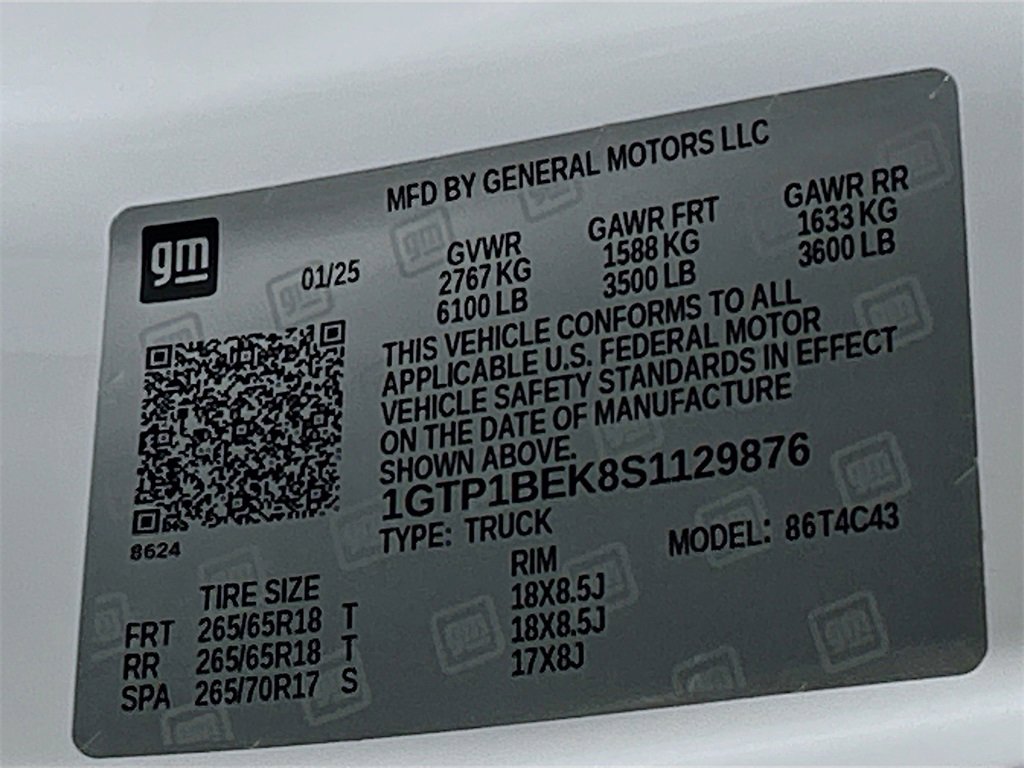 MFD BY GENERAL MOTORS LLC
gm
01/25
GVWR GAWR FRT GAWR RR
2767 KG 1588 KG 1633 KG
6100 LB 3500 LB 3600 LB
THIS VEHICLE CONFORMS TO ALL
APPLICABLE U.S. FEDERAL MOTOR
VEHICLE SAFETY STANDARDS IN EFFECT
ON THE DATE OF MANUFACTURE
SHOWN ABOVE.
1GTP1BEK8S1129876
8624
TYPE: TRUCK MODEL: 86T4C43
TIRE SIZE RIM
FRT 265/65R18 T 18X8.5J
RR 265/65R18 T 18X8.5J
SPA 265/70R17 S 17X8J